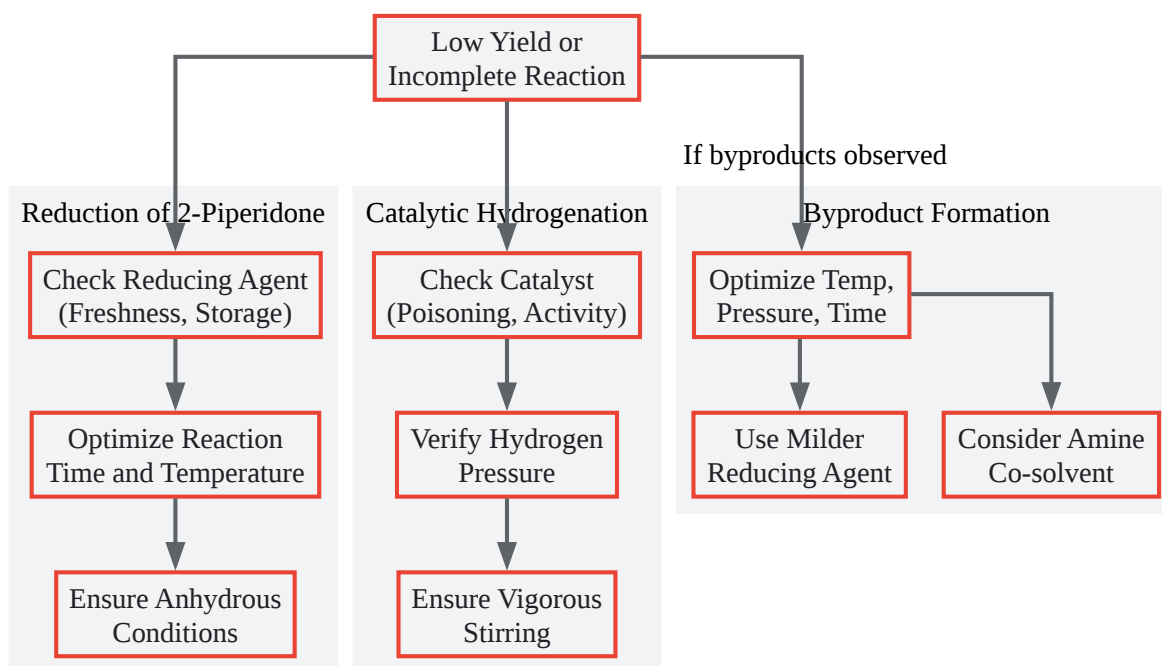 Low Yield or
Incomplete Reaction
If byproducts observed
Reduction of 2-Piperidone
Check Reducing Agent
(Freshness, Storage)
Optimize Reaction
Time and Temperature
Ensure Anhydrous
Conditions
Catalytic Hydrogenation
Check Catalyst
(Poisoning, Activity)
Verify Hydrogen
Pressure
Ensure Vigorous
Stirring
Byproduct Formation
Optimize Temp,
Pressure, Time
Use Milder
Reducing Agent
Consider Amine
Co-solvent